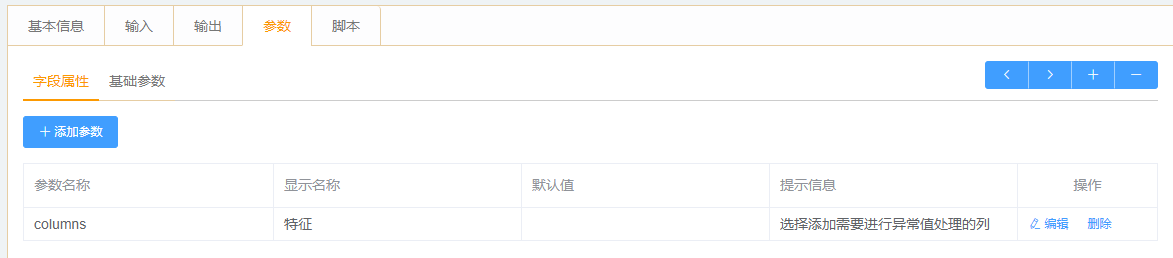 基本信息 输入 输出 参数 脚本
字段属性 基础参数
添加参数
参数名称 显示名称 默认值 提示信息 操作
columns 特征 选择添加需要进行异常值处理的列 编辑 删除